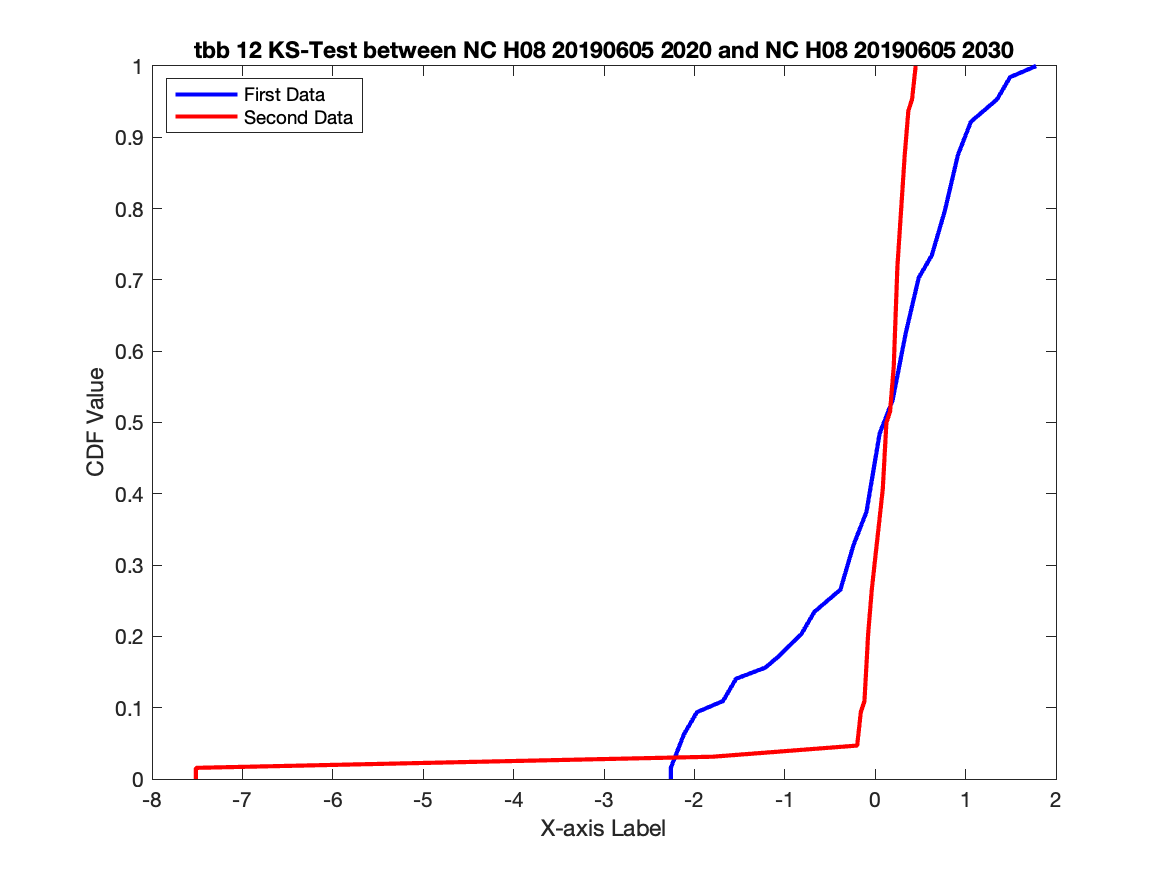 tbb 12 KS-Test between NC H08 20190605 2020 and NC H08 20190605 2030
First Data
Second Data
1
0.9
0.8
0.7
0.6
0.5
0.4
0.3
0.2
0.1
0
CDF Value
-8 -7 -6 -5 -4 -3 -2 -1 0 1 2
X-axis Label